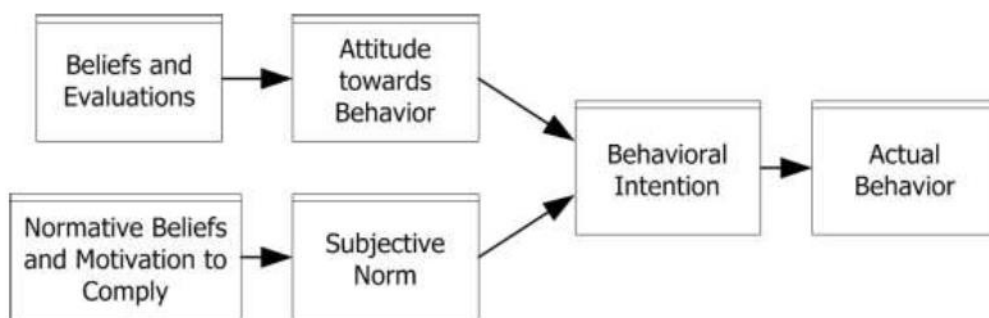 Beliefs and
Evaluations
Attitude
towards
Behavior
Normative Beliefs
and Motivation to
Comply
Subjective
Norm
Behavioral
Intention
Actual
Behavior